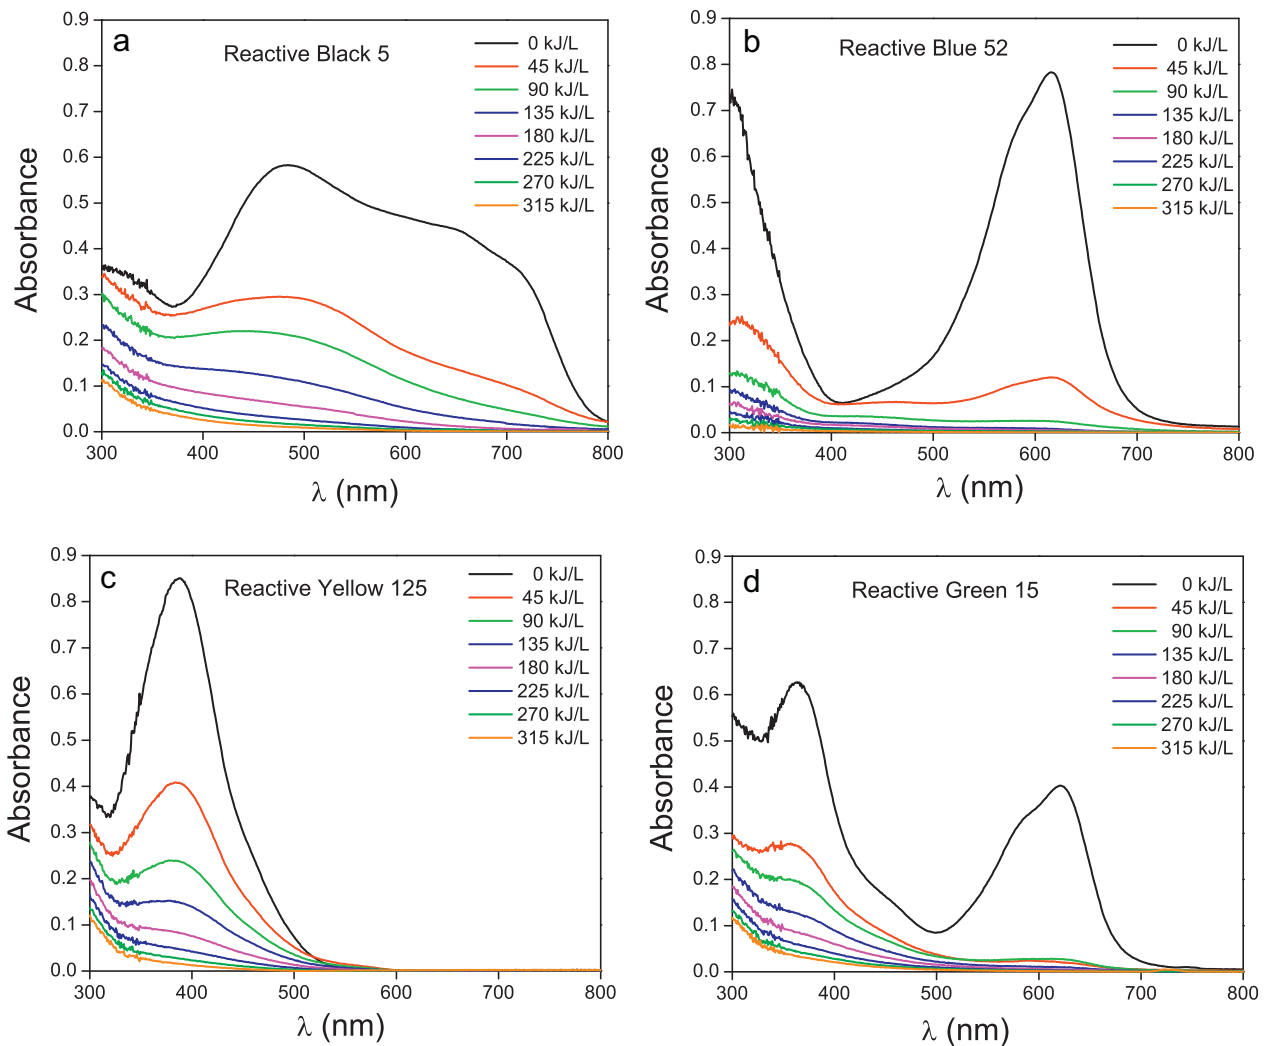 a
Reactive Black 5
0 kJ/L
45 kJ/L
90 kJ/L
135 kJ/L
180 kJ/L
225 kJ/L
270 kJ/L
315 kJ/L
Absorbance
0.9
0.8
0.7
0.6
0.5
0.4
0.3
0.2
0.1
0.0
300 400 500 600 700 800
λ (nm)
b
Reactive Blue 52
0 kJ/L
45 kJ/L
90 kJ/L
135 kJ/L
180 kJ/L
225 kJ/L
270 kJ/L
315 kJ/L
Absorbance
0.9
0.8
0.7
0.6
0.5
0.4
0.3
0.2
0.1
0.0
300 400 500 600 700 800
λ (nm)
c
Reactive Yellow 125
0 kJ/L
45 kJ/L
90 kJ/L
135 kJ/L
180 kJ/L
225 kJ/L
270 kJ/L
315 kJ/L
Absorbance
0.9
0.8
0.7
0.6
0.5
0.4
0.3
0.2
0.1
0.0
300 400 500 600 700 800
λ (nm)
d
Reactive Green 15
0 kJ/L
45 kJ/L
90 kJ/L
135 kJ/L
180 kJ/L
225 kJ/L
270 kJ/L
315 kJ/L
Absorbance
0.9
0.8
0.7
0.6
0.5
0.4
0.3
0.2
0.1
0.0
300 400 500 600 700 800
λ (nm)